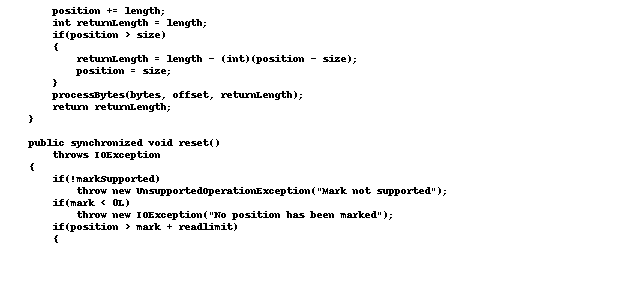 position += length;
int returnLength = length;
if(position > size)
{
returnLength = length - (int)(position - size);
position = size;
}
processBytes(bytes, offset, returnLength);
return returnLength;
}
public synchronized void reset()
throws IOException
{
if(!markSupported)
throw new UnsupportedOperationException("Mark not supported");
if(mark < 0L)
throw new IOException("No position has been marked");
if(position > mark + readlimit)
{